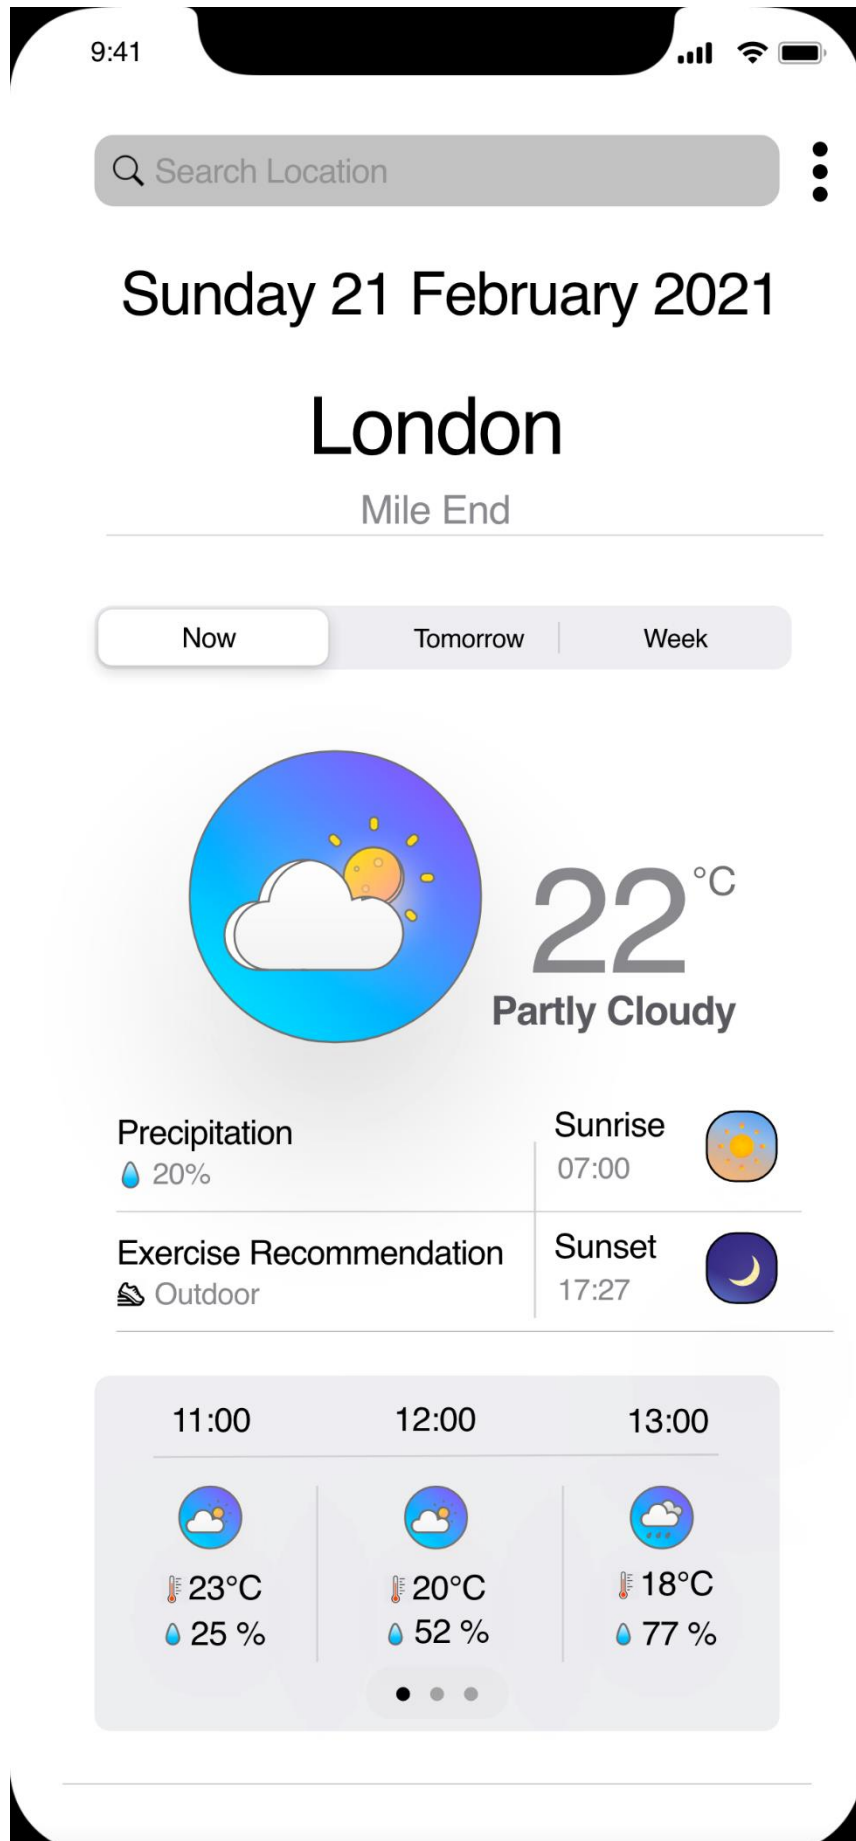 9:41
Search Location
Sunday 21 February 2021
London
Mile End
Now Tomorrow Week
22 °C
Partly Cloudy
Precipitation
20%
Sunrise
07:00
Exercise Recommendation
Outdoor
Sunset
17:27
11:00 12:00 13:00
23°C 20°C 18°C
25 % 52 % 77 %